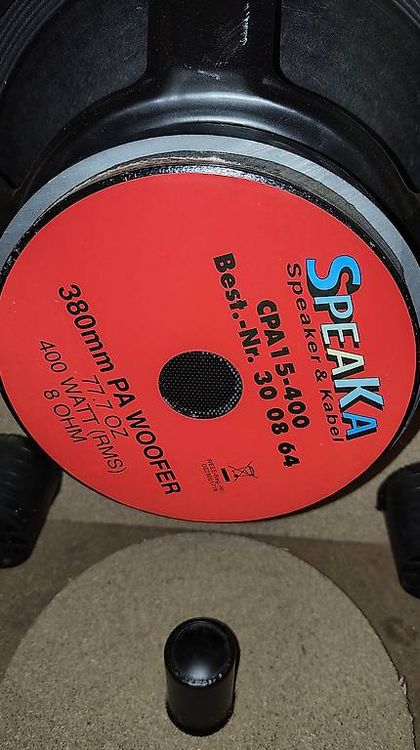 SPEAKA
Speaker & Kabel
CPA15-400
Best.-Nr. 30 08 64
380mm PA WOOFER
77.7 OZ
400 WATT (RMS)
8 OHM